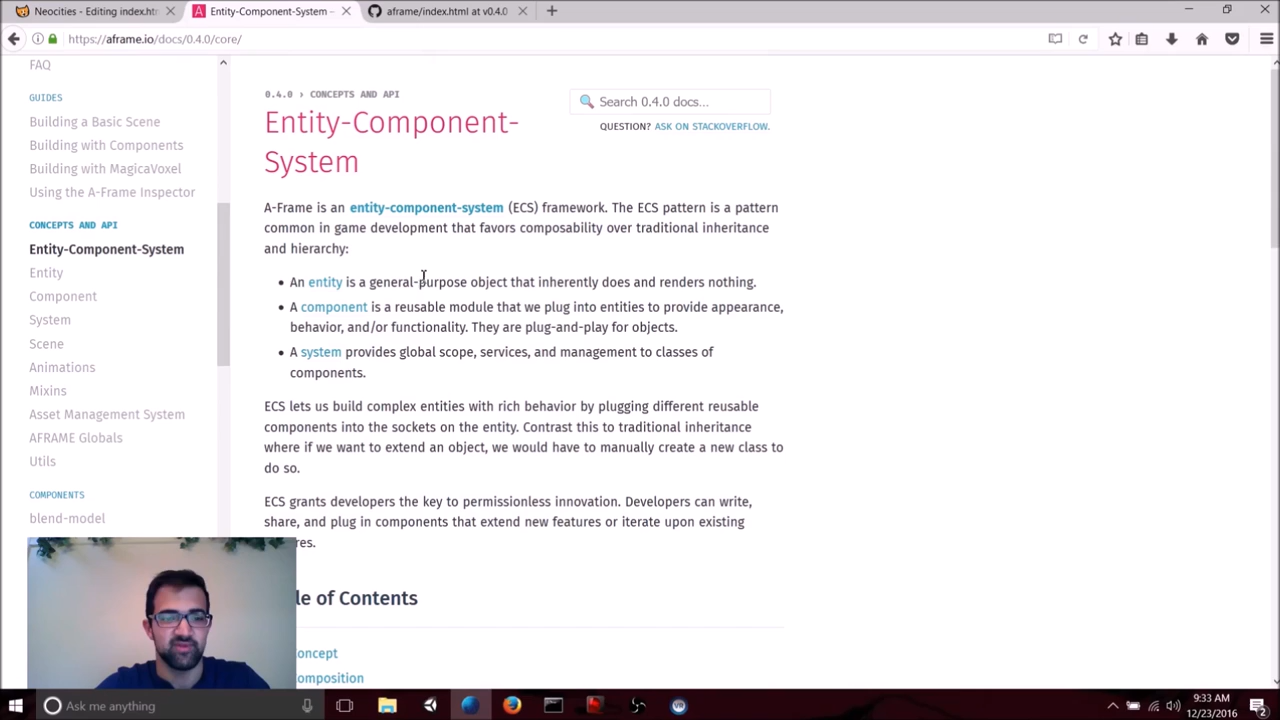 Neocities - Editing index.htm
Entity-Component-System -
aframe/index.html at v0.4.0
https://aframe.io/docs/0.4.0/core/
FAQ
GUIDES
Building a Basic Scene
Building with Components
Building with MagicaVoxel
Using the A-Frame Inspector
CONCEPTS AND API
Entity-Component-System
Entity
Component
System
Scene
Animations
Mixins
Asset Management System
AFRAME Globals
Utils
COMPONENTS
blend-model
0.4.0 › CONCEPTS AND API
Search 0.4.0 docs...
QUESTION? ASK ON STACKOVERFLOW.
Entity-Component-
System
A-Frame is an entity-component-system (ECS) framework. The ECS pattern is a pattern
common in game development that favors composability over traditional inheritance
and hierarchy:
• An entity is a general-purpose object that inherently does and renders nothing.
• A component is a reusable module that we plug into entities to provide appearance,
behavior, and/or functionality. They are plug-and-play for objects.
• A system provides global scope, services, and management to classes of
components.
ECS lets us build complex entities with rich behavior by plugging different reusable
components into the sockets on the entity. Contrast this to traditional inheritance
where if we want to extend an object, we would have to manually create a new class to
do so.
ECS grants developers the key to permissionless innovation. Developers can write,
share, and plug in components that extend new features or iterate upon existing
res.
le of Contents
oncept
omposition
Ask me anything
VR
9:33 AM
12/23/2016
2